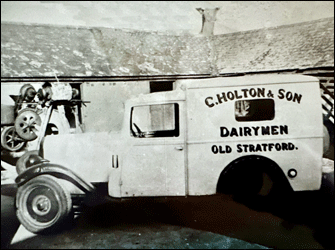 C. HOLTON & SON
DAIRYMEN
OLD STRATFORD.